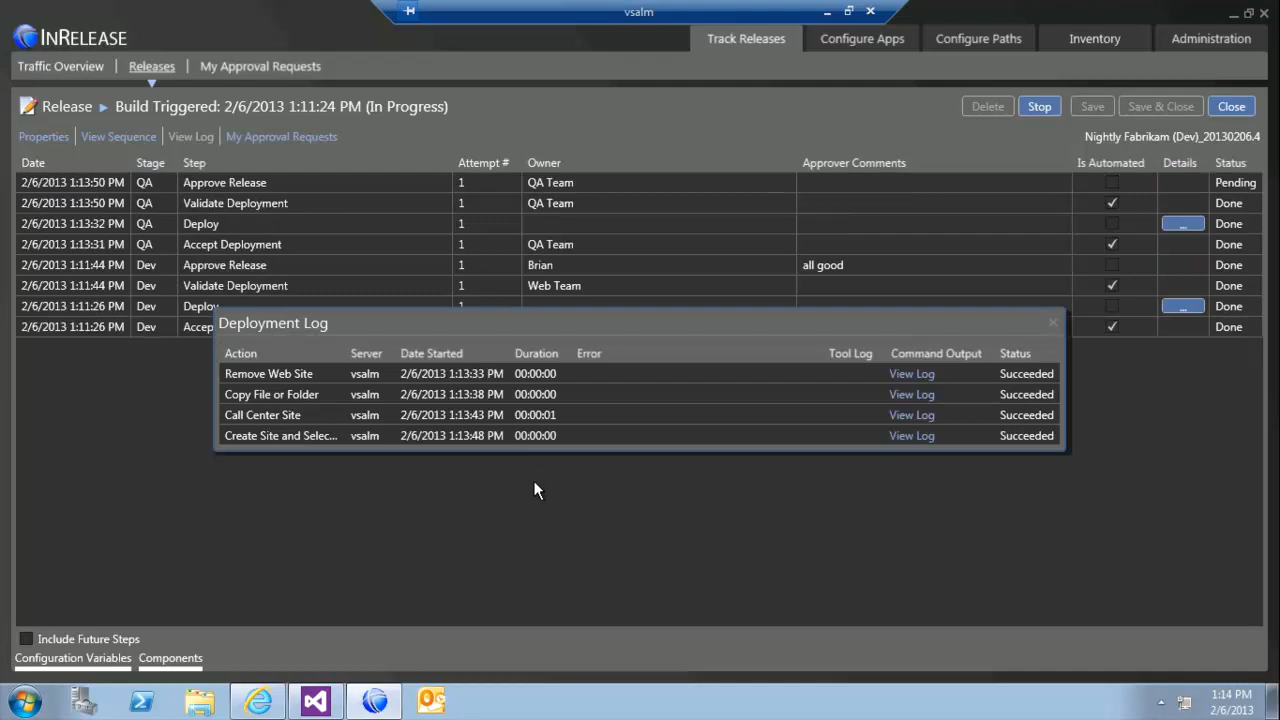 vsalm
INRELEASE
Track Releases Configure Apps Configure Paths Inventory Administration
Traffic Overview Releases My Approval Requests
Release Build Triggered: 2/6/2013 1:11:24 PM (In Progress) Delete Stop Save Save & Close Close
Properties View Sequence View Log My Approval Requests Nightly Fabrikam (Dev)_20130206.4
Date Stage Step Attempt # Owner Approver Comments Is Automated Details Status
2/6/2013 1:13:50 PM QA Approve Release 1 QA Team Pending
2/6/2013 1:13:50 PM QA Validate Deployment 1 QA Team Done
2/6/2013 1:13:32 PM QA Deploy 1 ... Done
2/6/2013 1:13:31 PM QA Accept Deployment 1 QA Team Done
2/6/2013 1:11:44 PM Dev Approve Release 1 Brian all good Done
2/6/2013 1:11:44 PM Dev Validate Deployment 1 Web Team Done
2/6/2013 1:11:26 PM Dev Deploy 1 ... Done
2/6/2013 1:11:26 PM Dev Accep Done
Deployment Log
Action Server Date Started Duration Error Tool Log Command Output Status
Remove Web Site vsalm 2/6/2013 1:13:33 PM 00:00:00 View Log Succeeded
Copy File or Folder vsalm 2/6/2013 1:13:38 PM 00:00:00 View Log Succeeded
Call Center Site vsalm 2/6/2013 1:13:43 PM 00:00:01 View Log Succeeded
Create Site and Selec... vsalm 2/6/2013 1:13:48 PM 00:00:00 View Log Succeeded
Include Future Steps
Configuration Variables Components
1:14 PM
2/6/2013